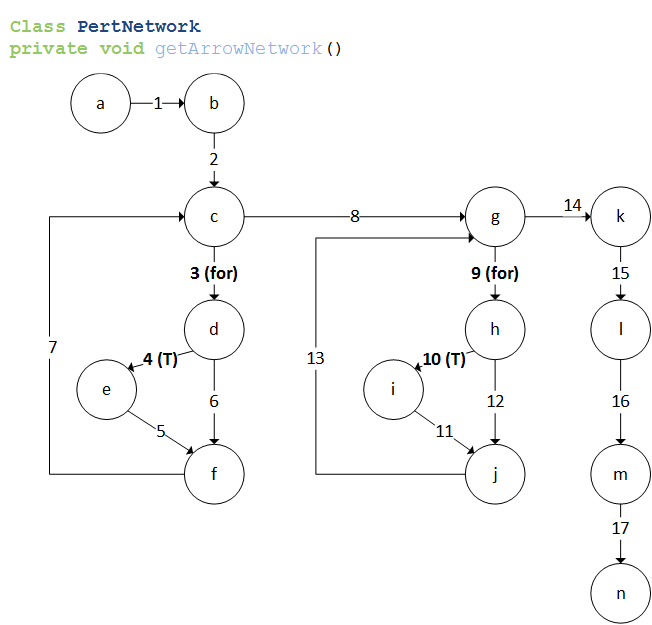 Class PertNetwork
private void getArrowNetwork()
a
1
b
2
c
8
g
14
k
3 (for)
9 (for)
15
d
h
l
7
4 (T)
13
10 (T)
e
6
i
12
16
5
11
f
j
m
17
n